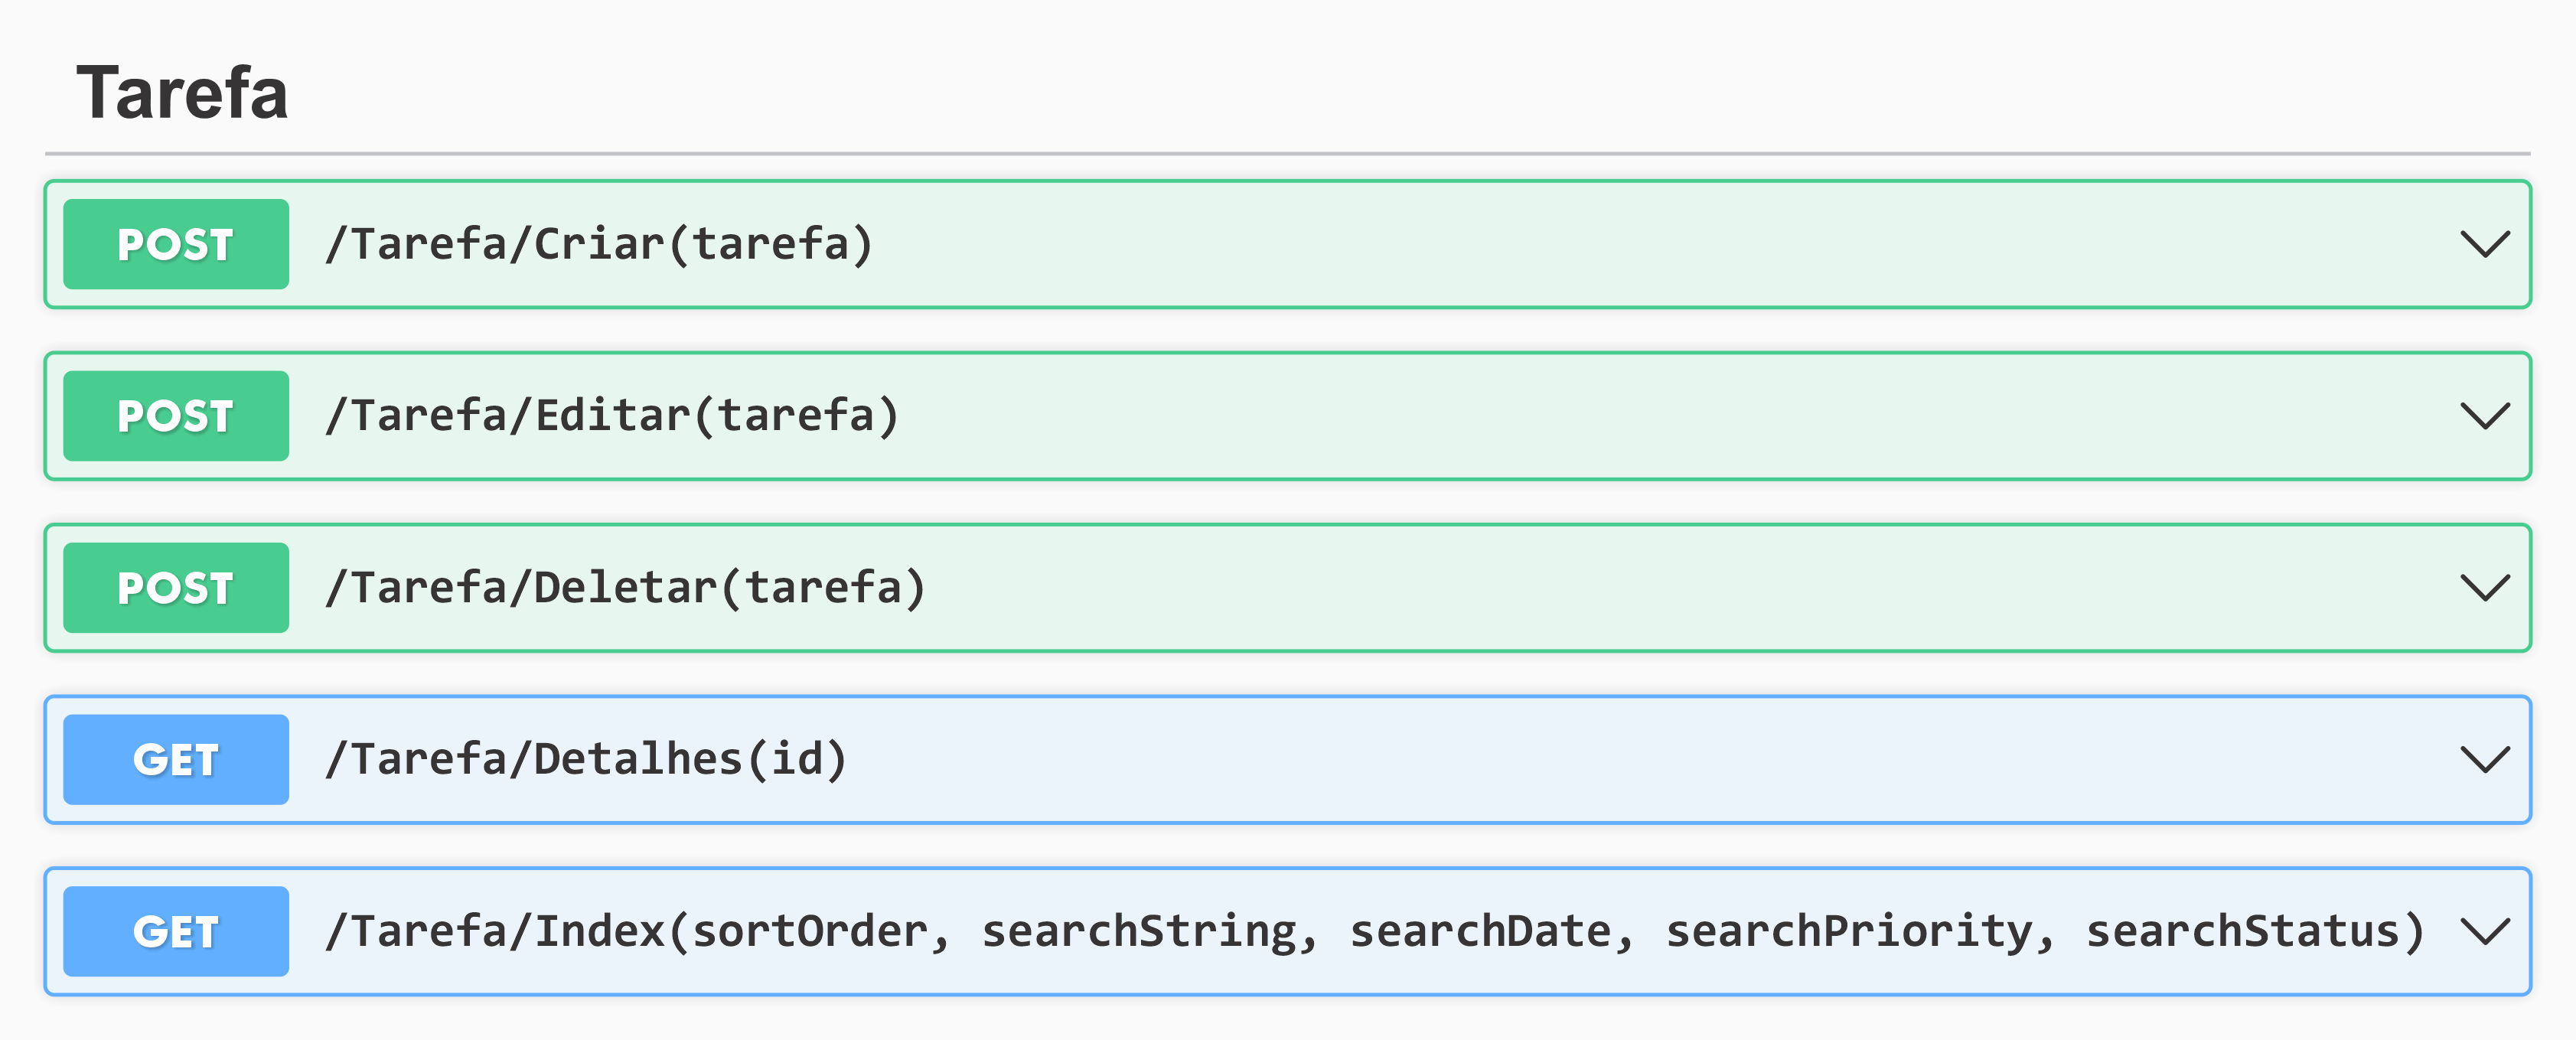 Tarefa
POST /Tarefa/Criar(tarefa)
POST /Tarefa/Editar(tarefa)
POST /Tarefa/Deletar(tarefa)
GET /Tarefa/Detalhes(id)
GET /Tarefa/Index(sortOrder, searchString, searchDate, searchPriority, searchStatus)